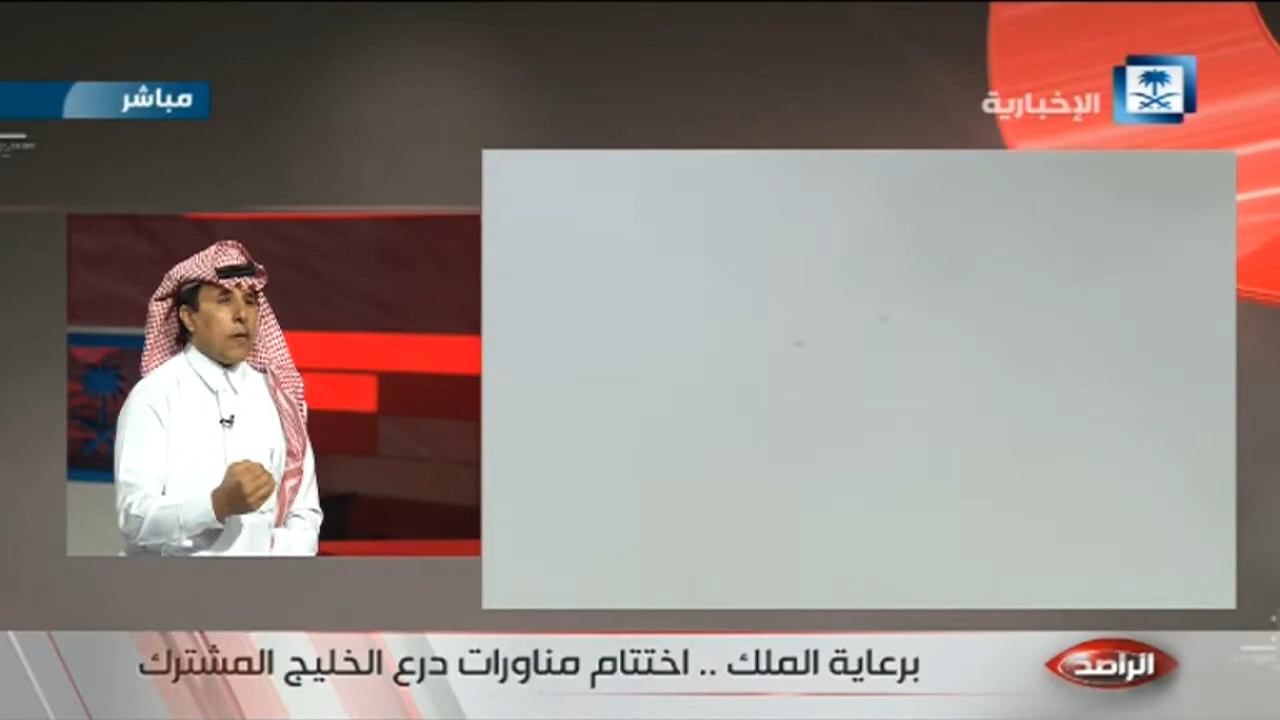 مباشر
الإخبارية
الراصد
برعاية الملك .. اختتام مناورات درع الخليج المشترك